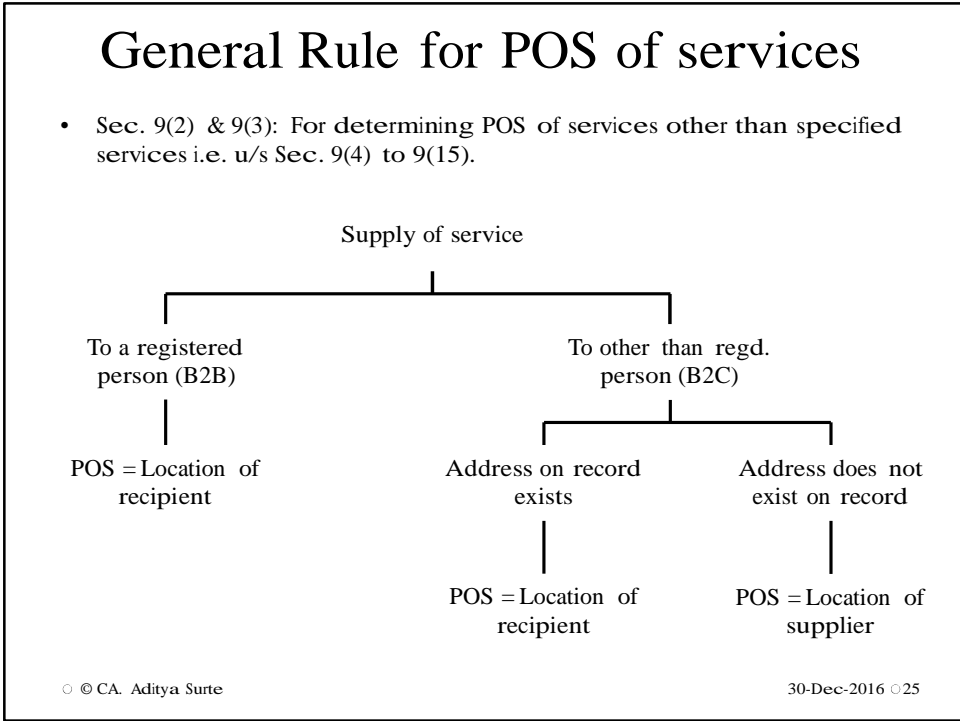 General Rule for POS of services
• Sec. 9(2) & 9(3): For determining POS of services other than specified
services i.e. u/s Sec. 9(4) to 9(15).
Supply of service
To a registered
person (B2B)
To other than regd.
person (B2C)
POS = Location of
recipient
Address on record
exists
Address does not
exist on record
POS = Location of
recipient
POS = Location of
supplier
© CA. Aditya Surte
30-Dec-2016 25